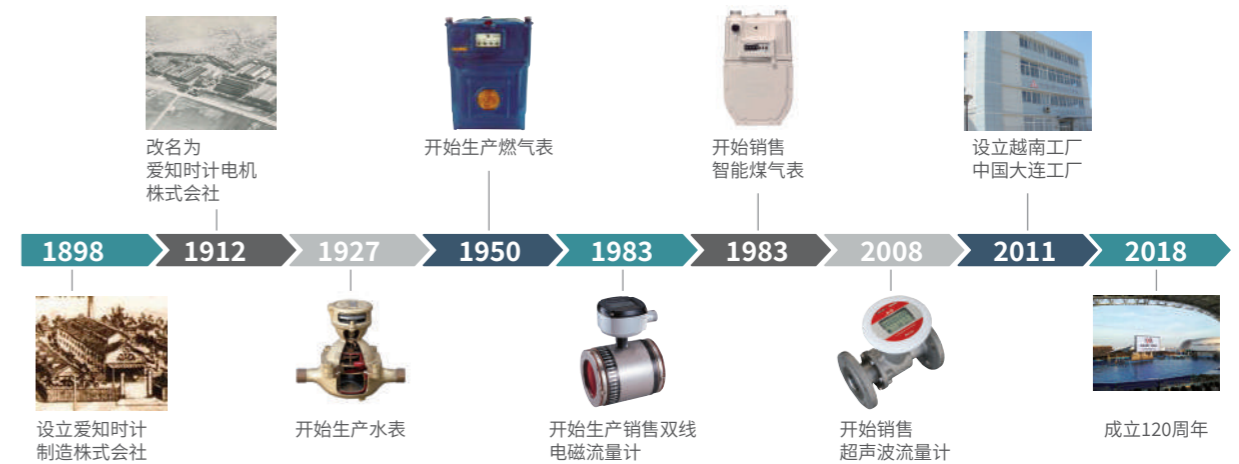 改名为
爱知时计电机
株式会社
开始生产燃气表
开始销售
智能煤气表
设立越南工厂
中国大连工厂
1898
1912
1927
1950
1983
1983
2008
2011
2018
设立爱知时计
制造株式会社
开始生产水表
开始生产销售双线
电磁流量计
开始销售
超声波流量计
成立120周年